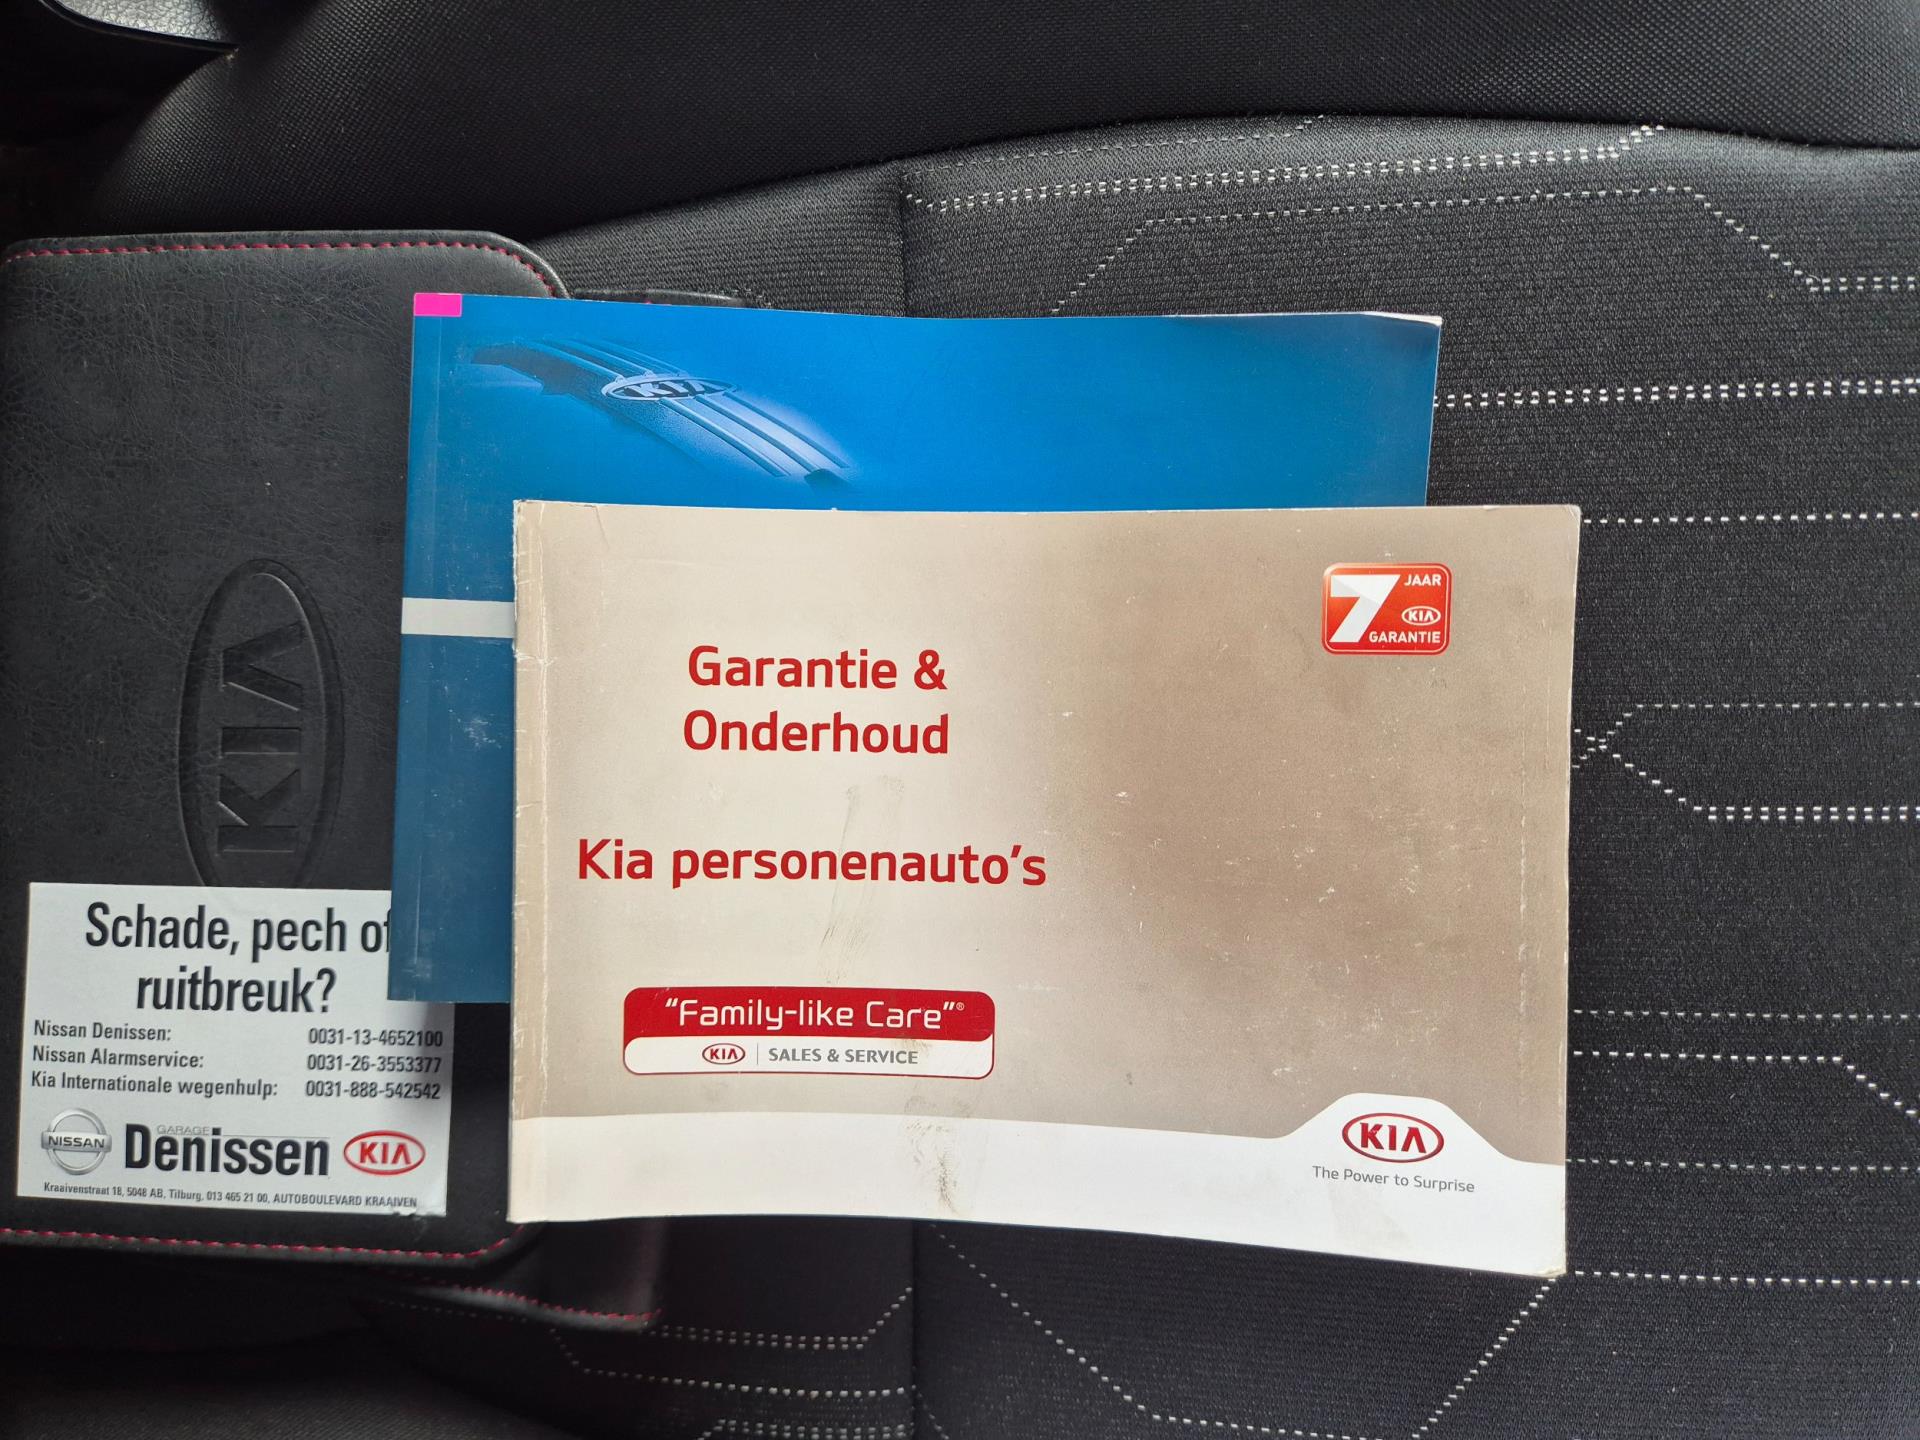 KIA
KIA
7 JAAR
KIA
GARANTIE
Garantie &
Onderhoud
Kia personenauto's
"Family-like Care"®
KIA | SALES & SERVICE
KIA
The Power to Surprise
Schade, pech of
ruitbreuk?
Nissan Denissen: 0031-13-4652100
Nissan Alarmservice: 0031-26-3553377
Kia Internationale wegenhulp: 0031-888-542542
NISSAN
GARAGE
Denissen
KIA
Kraaivenstraat 18, 5048 AB, Tilburg, 013 465 21 00, AUTOBOULEVARD KRAAIVEN